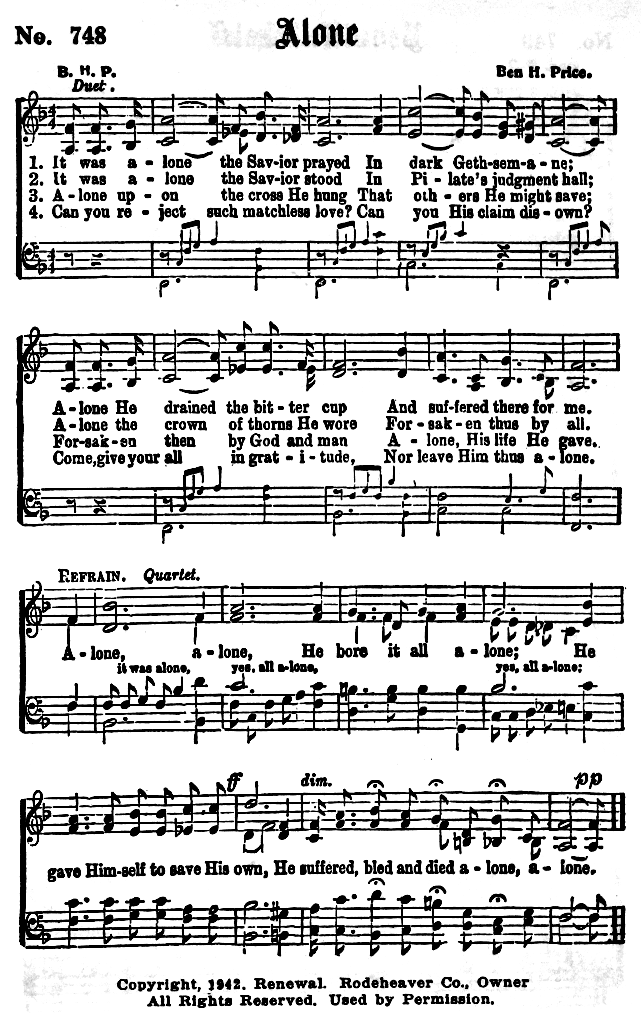 No. 748
Alone
B. H. P.
Ben H. Price.
Duet.
1. It was a - lone the Sav-ior prayed In dark Geth-sem-a-ne;
2. It was a - lone the Sav-ior stood In Pi - late's judgment hall;
3. A-lone up - on the cross He hung That oth - ers He might save;
4. Can you re - ject such matchless love? Can you His claim dis-own?
A-lone He drained the bit-ter cup And suf-fered there for me.
A-lone the crown of thorns He wore For-sak-en thus by all.
For-sak-en then by God and man A - lone, His life He gave.
Come, give your all in grat - i - tude, Nor leave Him thus a-lone.
REFRAIN. Quartet.
A - lone, a - lone, He bore it all a - lone; He
it was alone, yes, all a-lone, yes, all a-lone;
ff dim. pp
gave Him-self to save His own, He suffered, bled and died a - lone, a - lone.
Copyright, 1942. Renewal. Rodeheaver Co., Owner
All Rights Reserved. Used by Permission.